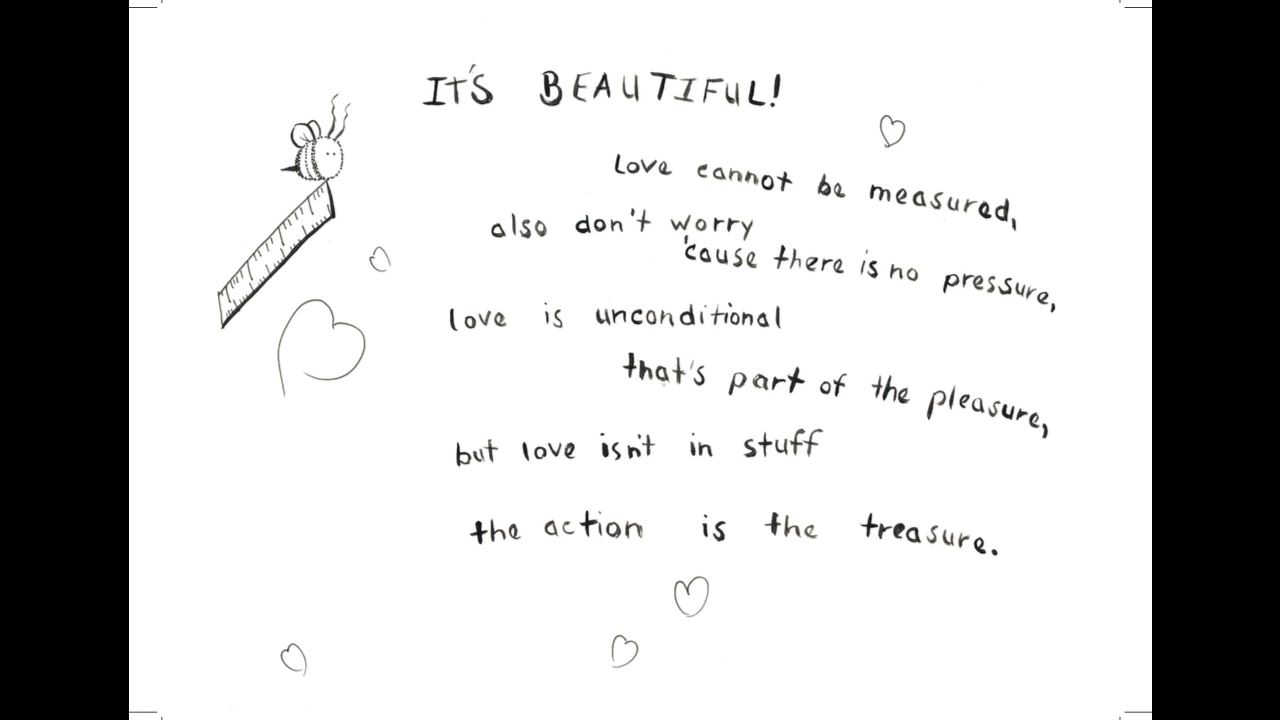 IT'S BEAUTIFUL!
Love cannot be measured,
also don't worry
'cause there is no pressure,
love is unconditional
that's part of the pleasure,
but love isn't in stuff
the action is the treasure.